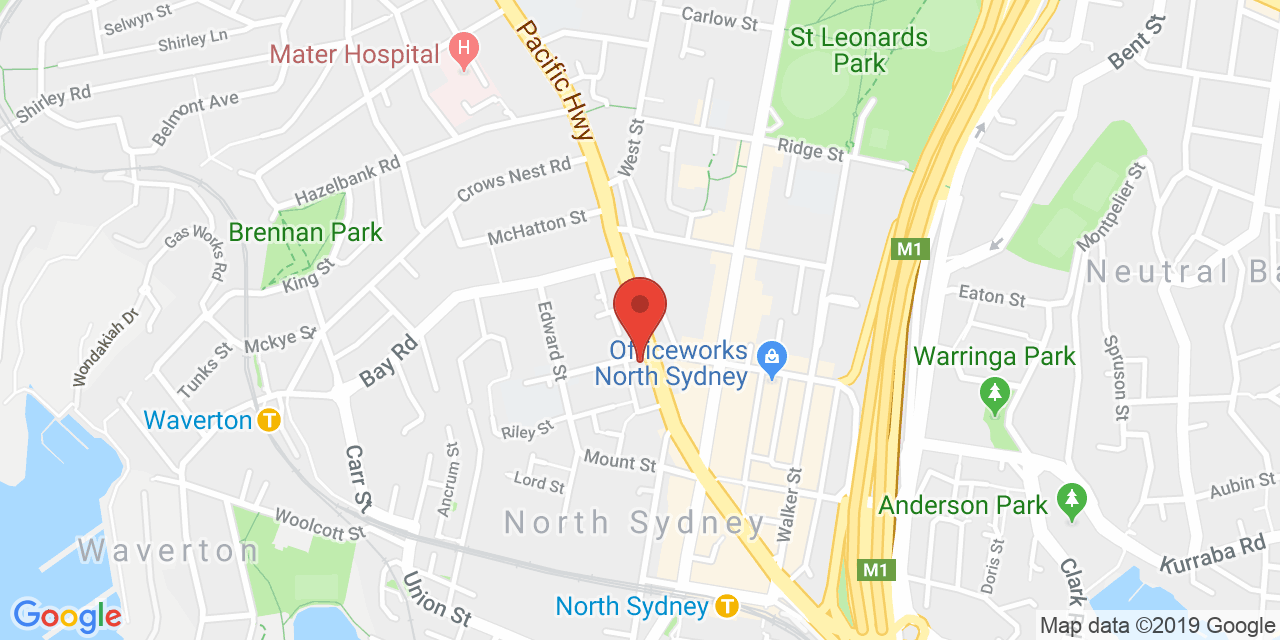 Selwyn St
Shirley Ln
Shirley Rd
Belmont Ave
Mater Hospital
H
Pacific Hwy
Carlow St
St Leonards
Park
Bent St
West St
Ridge St
Hazelbank Rd
Crows Nest Rd
McHatton St
Brennan Park
Gas Works Rd
King St
M1
Montpelier St
Neutral Ba
Eaton St
Wondakiah Dr
Tunks St
Mckye St
Bay Rd
Edward St
Officeworks
North Sydney
Warringa Park
Spruson St
Waverton
T
Riley St
Carr St
Ancrum St
Mount St
Lord St
Walker St
Anderson Park
Aubin St
Woolcott St
North Sydney
Waverton
Doris St
Kurraba Rd
M1
Clark
Union St
North Sydney
T
Google
Map data ©2019 Google